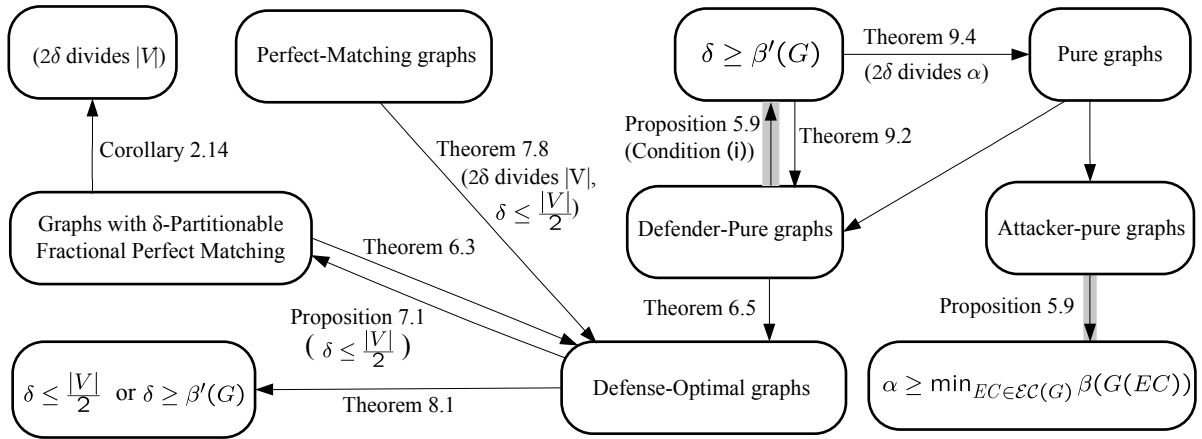 (2δ divides |V|)
Perfect-Matching graphs
δ ≥ β′(G)
Theorem 9.4
(2δ divides α)
Pure graphs
Corollary 2.14
Theorem 7.8
(2δ divides |V|,
δ ≤ |V|/2)
Proposition 5.9
(Condition (i))
Theorem 9.2
Graphs with δ-Partitionable
Fractional Perfect Matching
Theorem 6.3
Defender-Pure graphs
Attacker-pure graphs
Proposition 7.1
( δ ≤ |V|/2 )
Theorem 6.5
Proposition 5.9
δ ≤ |V|/2 or δ ≥ β′(G)
Theorem 8.1
Defense-Optimal graphs
α ≥ min_{EC∈ℰ𝒞(G)} β(G(EC))